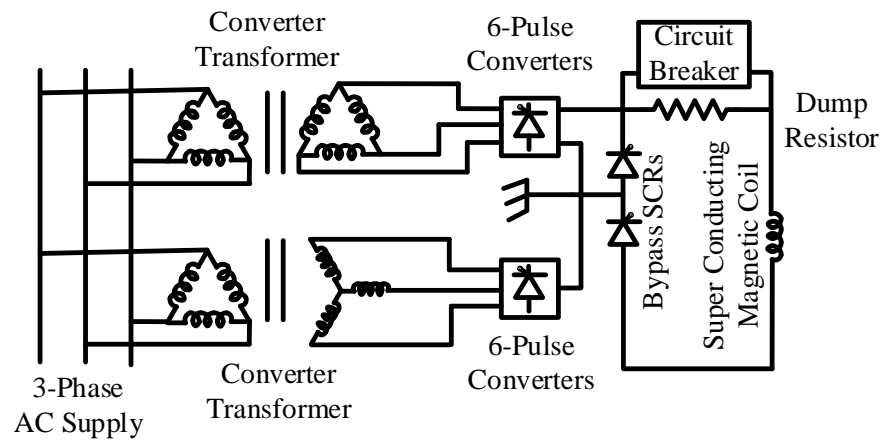 Converter
Transformer
6-Pulse
Converters
Circuit
Breaker
Dump
Resistor
Bypass SCRs
Super Conducting
Magnetic Coil
6-Pulse
Converters
Converter
Transformer
3-Phase
AC Supply